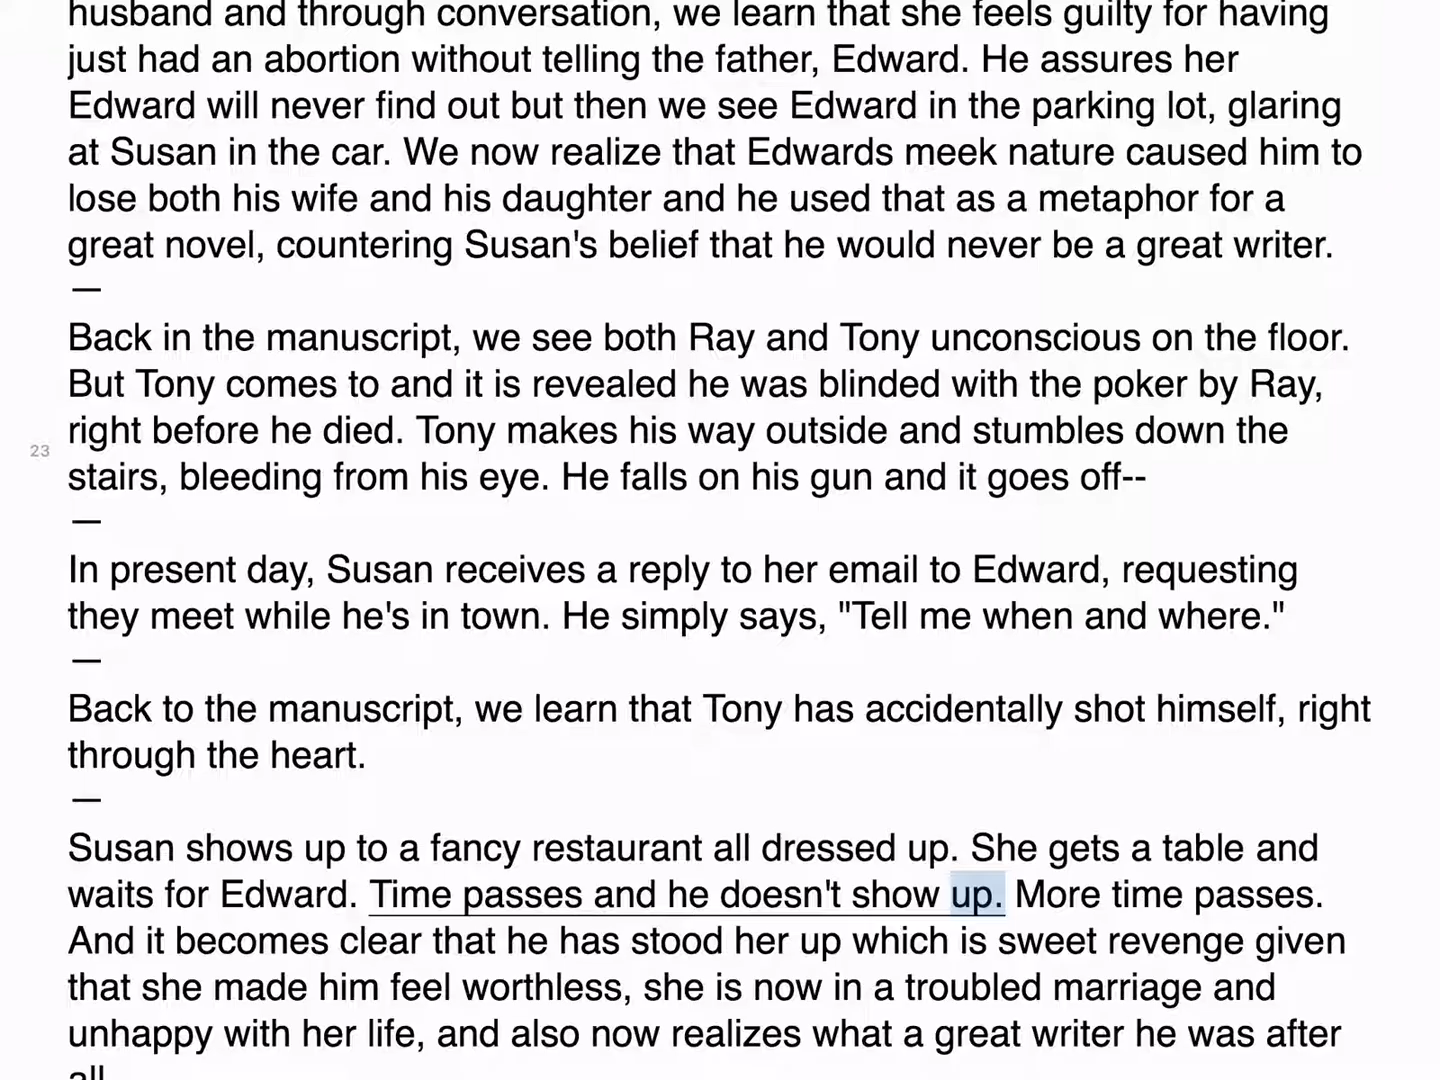 husband and through conversation, we learn that she feels guilty for having
just had an abortion without telling the father, Edward. He assures her
Edward will never find out but then we see Edward in the parking lot, glaring
at Susan in the car. We now realize that Edwards meek nature caused him to
lose both his wife and his daughter and he used that as a metaphor for a
great novel, countering Susan's belief that he would never be a great writer.
—
Back in the manuscript, we see both Ray and Tony unconscious on the floor.
But Tony comes to and it is revealed he was blinded with the poker by Ray,
right before he died. Tony makes his way outside and stumbles down the
23
stairs, bleeding from his eye. He falls on his gun and it goes off--
—
In present day, Susan receives a reply to her email to Edward, requesting
they meet while he's in town. He simply says, "Tell me when and where."
—
Back to the manuscript, we learn that Tony has accidentally shot himself, right
through the heart.
—
Susan shows up to a fancy restaurant all dressed up. She gets a table and
waits for Edward. Time passes and he doesn't show up. More time passes.
And it becomes clear that he has stood her up which is sweet revenge given
that she made him feel worthless, she is now in a troubled marriage and
unhappy with her life, and also now realizes what a great writer he was after
all